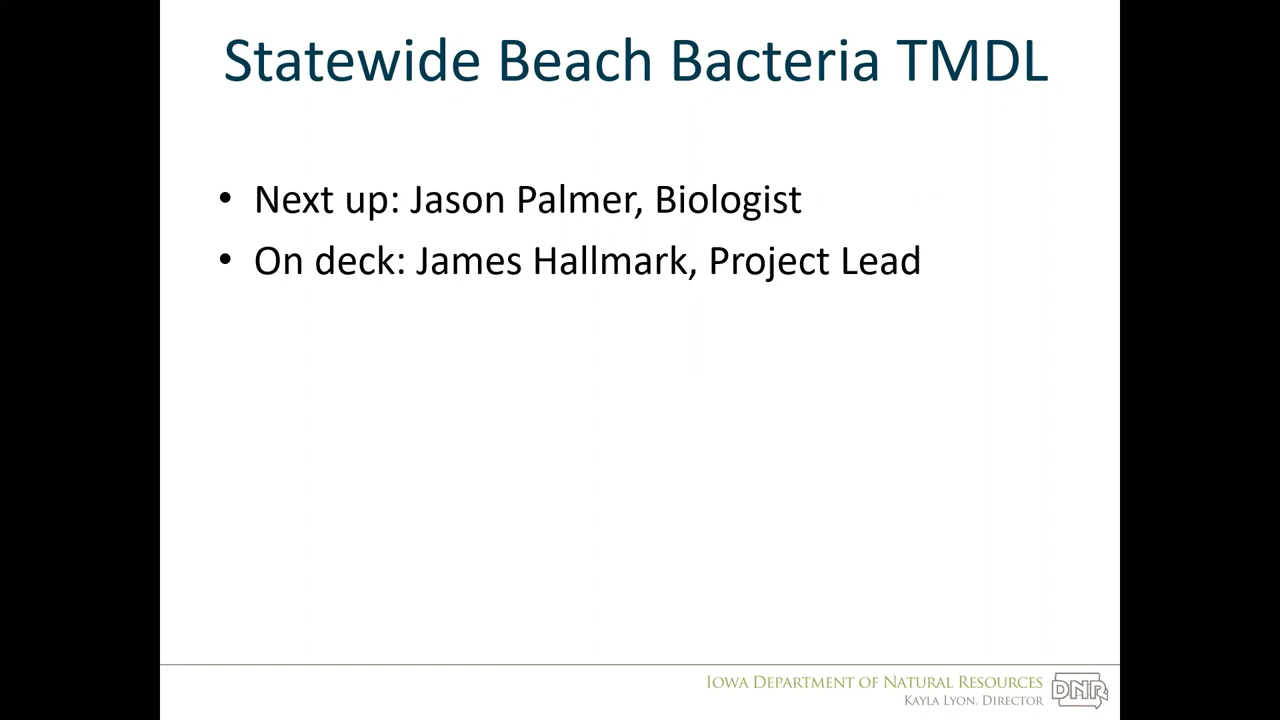 Statewide Beach Bacteria TMDL
• Next up: Jason Palmer, Biologist
• On deck: James Hallmark, Project Lead
IOWA DEPARTMENT OF NATURAL RESOURCES
KAYLA LYON, DIRECTOR
DNR